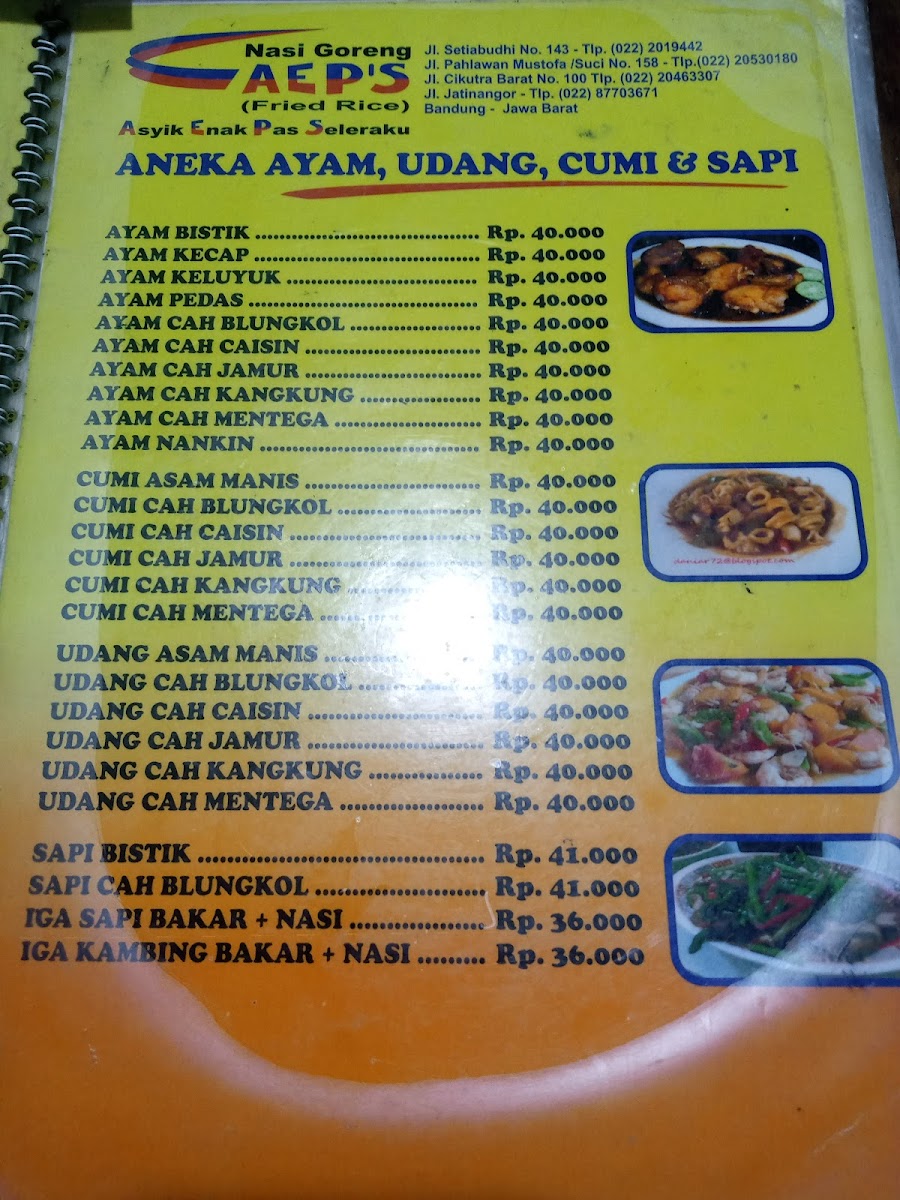 Nasi Goreng
AEP'S
(Fried Rice)
Asyik Enak Pas Seleraku
Jl. Setiabudhi No. 143 - Tlp. (022) 2019442
Jl. Pahlawan Mustofa /Suci No. 158 - Tlp.(022) 20530180
Jl. Cikutra Barat No. 100 Tlp. (022) 20463307
Jl. Jatinangor - Tlp. (022) 87703671
Bandung - Jawa Barat
ANEKA AYAM, UDANG, CUMI & SAPI
AYAM BISTIK ........................ Rp. 40.000
AYAM KECAP ........................ Rp. 40.000
AYAM KELUYUK ........................ Rp. 40.000
AYAM PEDAS ........................ Rp. 40.000
AYAM CAH BLUNGKOL ........................ Rp. 40.000
AYAM CAH CAISIN ........................ Rp. 40.000
AYAM CAH JAMUR ........................ Rp. 40.000
AYAM CAH KANGKUNG ........................ Rp. 40.000
AYAM CAH MENTEGA ........................ Rp. 40.000
AYAM NANKIN ........................ Rp. 40.000
CUMI ASAM MANIS ........................ Rp. 40.000
CUMI CAH BLUNGKOL ........................ Rp. 40.000
CUMI CAH CAISIN ........................ Rp. 40.000
CUMI CAH JAMUR ........................ Rp. 40.000
CUMI CAH KANGKUNG ........................ Rp. 40.000
CUMI CAH MENTEGA ........................ Rp. 40.000
daniar72@blogspot.com
UDANG ASAM MANIS ........................ Rp. 40.000
UDANG CAH BLUNGKOL ........................ Rp. 40.000
UDANG CAH CAISIN ........................ Rp. 40.000
UDANG CAH JAMUR ........................ Rp. 40.000
UDANG CAH KANGKUNG ........................ Rp. 40.000
UDANG CAH MENTEGA ........................ Rp. 40.000
SAPI BISTIK ........................ Rp. 41.000
SAPI CAH BLUNGKOL ........................ Rp. 41.000
IGA SAPI BAKAR + NASI ........................ Rp. 36.000
IGA KAMBING BAKAR + NASI .......... Rp. 36.000